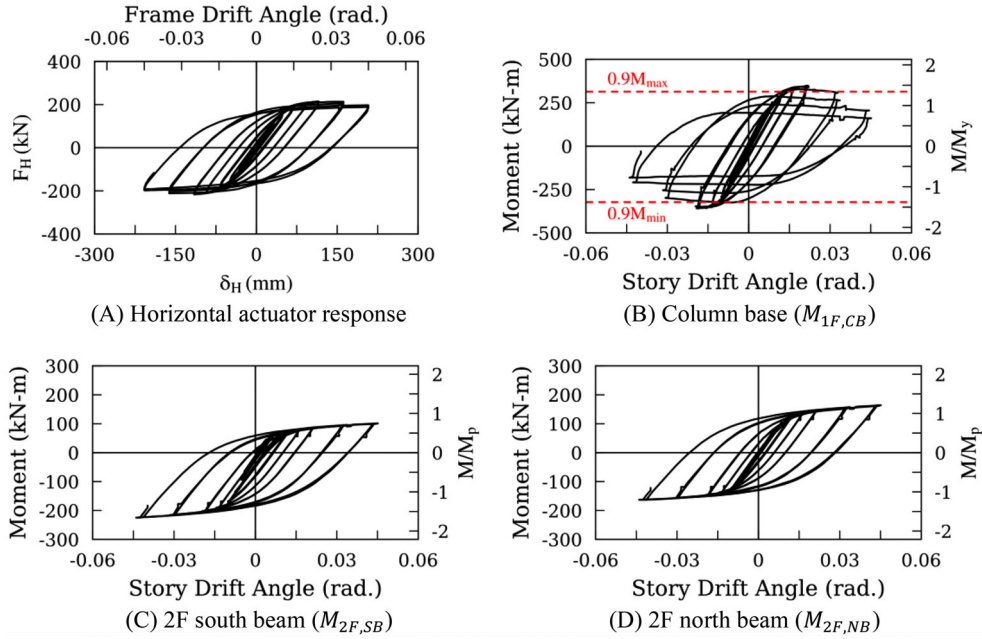 Frame Drift Angle (rad.)
-0.06 -0.03 0 0.03 0.06
400
200
0
-200
-400
F_H (kN)
-300 -150 0 150 300
δ_H (mm)
(A) Horizontal actuator response
500
250
0
-250
-500
Moment (kN-m)
0.9M_max
0.9M_min
2
1
0
-1
-2
M/M_y
-0.06 -0.03 0 0.03 0.06
Story Drift Angle (rad.)
(B) Column base (M_{1F,CB})
300
200
100
0
-100
-200
-300
Moment (kN-m)
2
1
0
-1
-2
M/M_p
-0.06 -0.03 0 0.03 0.06
Story Drift Angle (rad.)
(C) 2F south beam (M_{2F,SB})
300
200
100
0
-100
-200
-300
Moment (kN-m)
2
1
0
-1
-2
M/M_p
-0.06 -0.03 0 0.03 0.06
Story Drift Angle (rad.)
(D) 2F north beam (M_{2F,NB})